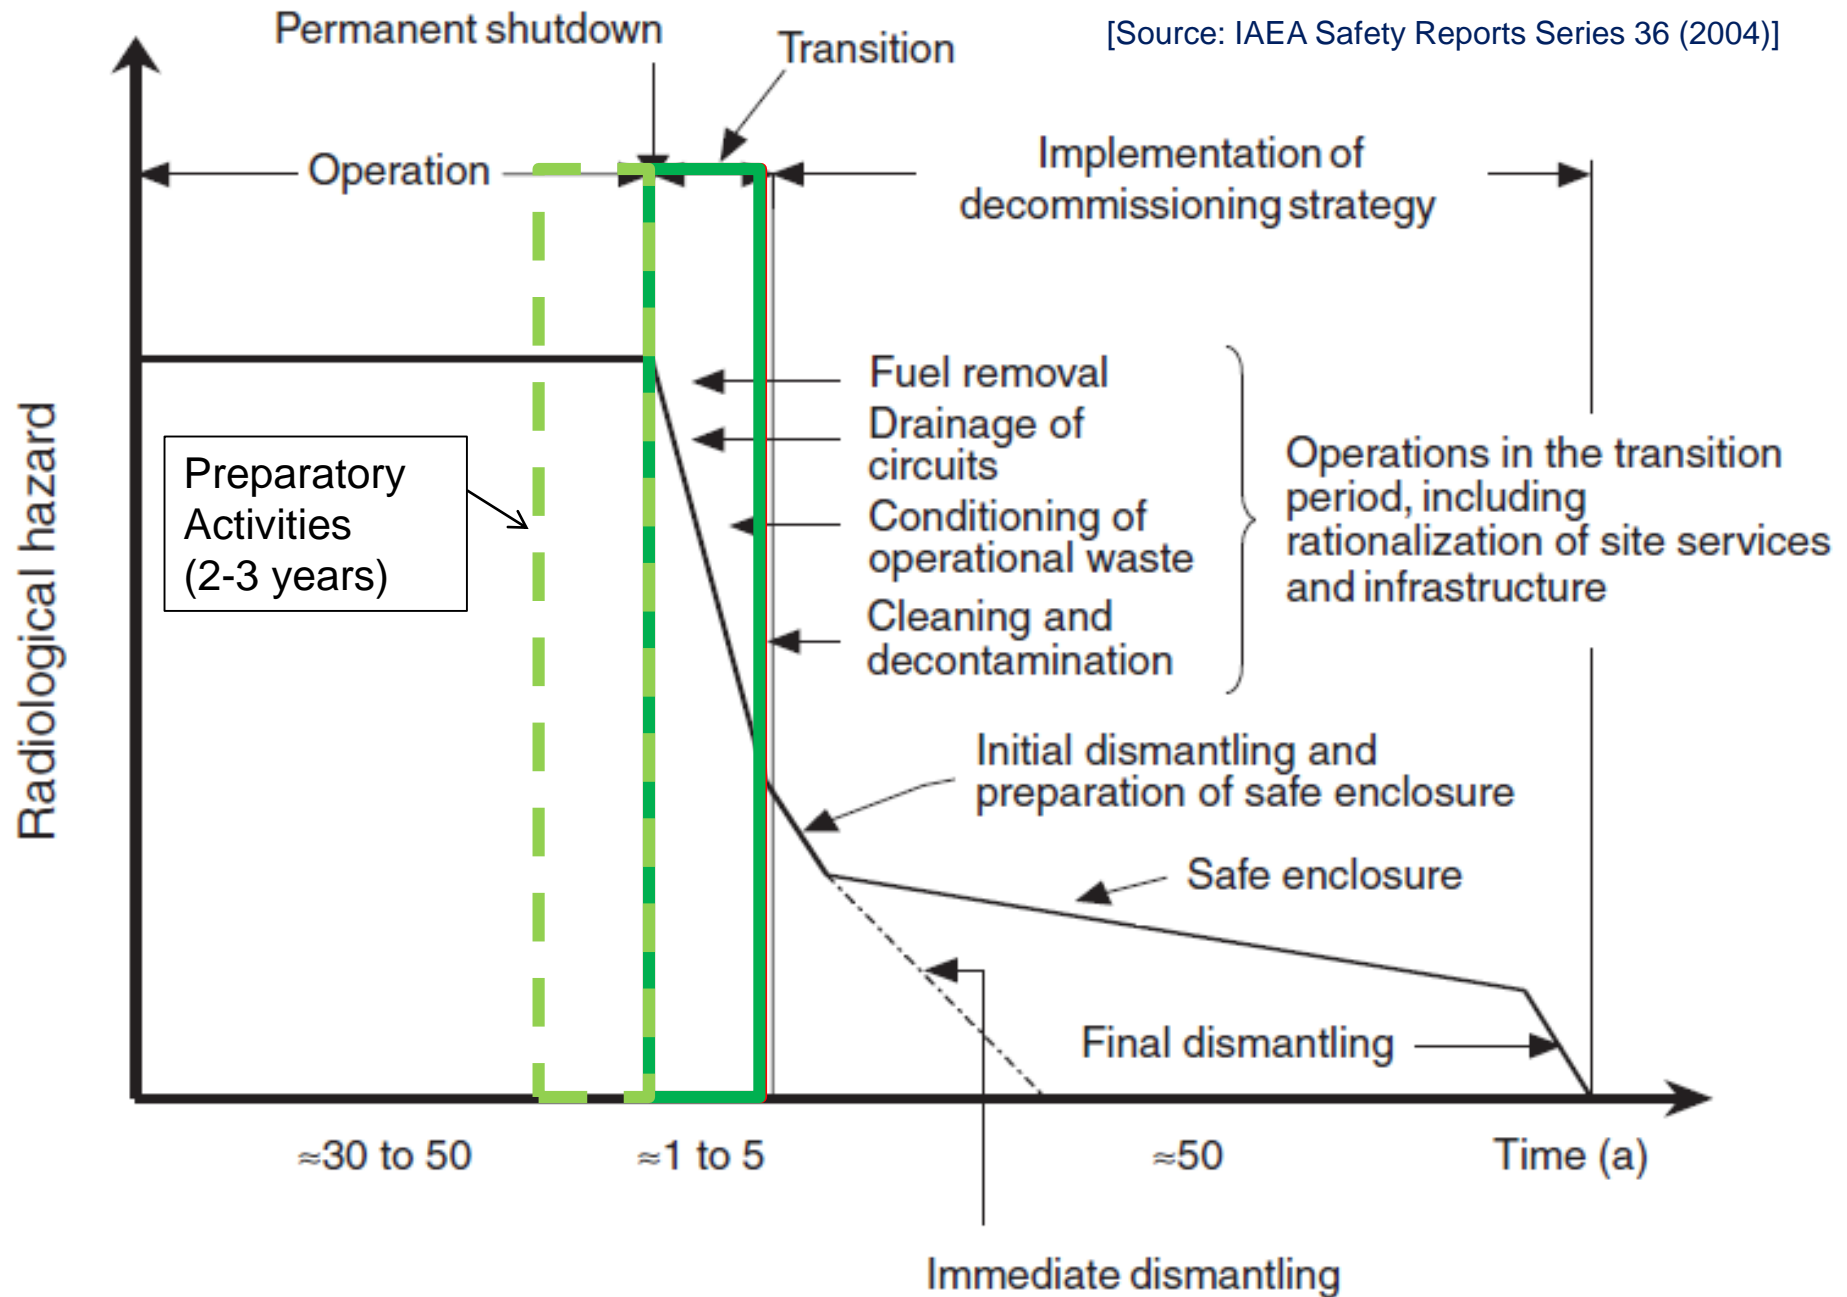 Permanent shutdown
Transition
[Source: IAEA Safety Reports Series 36 (2004)]
Operation
Implementation of
decommissioning strategy
Radiological hazard
Preparatory
Activities
(2-3 years)
Fuel removal
Drainage of
circuits
Conditioning of
operational waste
Cleaning and
decontamination
Operations in the transition
period, including
rationalization of site services
and infrastructure
Initial dismantling and
preparation of safe enclosure
Safe enclosure
Final dismantling
≈30 to 50
≈1 to 5
≈50
Time (a)
Immediate dismantling